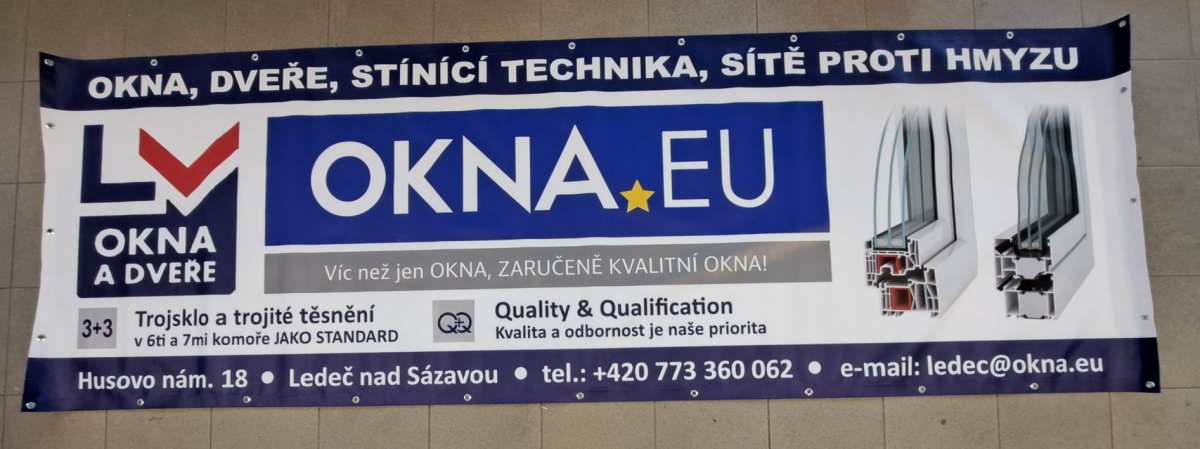 OKNA, DVEŘE, STÍNÍCÍ TECHNIKA, SÍTĚ PROTI HMYZU
LV
OKNA
A DVEŘE
OKNA.EU
Víc než jen OKNA, ZARUČENĚ KVALITNÍ OKNA!
3+3
Trojsklo a trojité těsnění
v 6ti a 7mi komoře JAKO STANDARD
Q+Q
Quality & Qualification
Kvalita a odbornost je naše priorita
Husovo nám. 18 • Ledeč nad Sázavou • tel.: +420 773 360 062 • e-mail: ledec@okna.eu